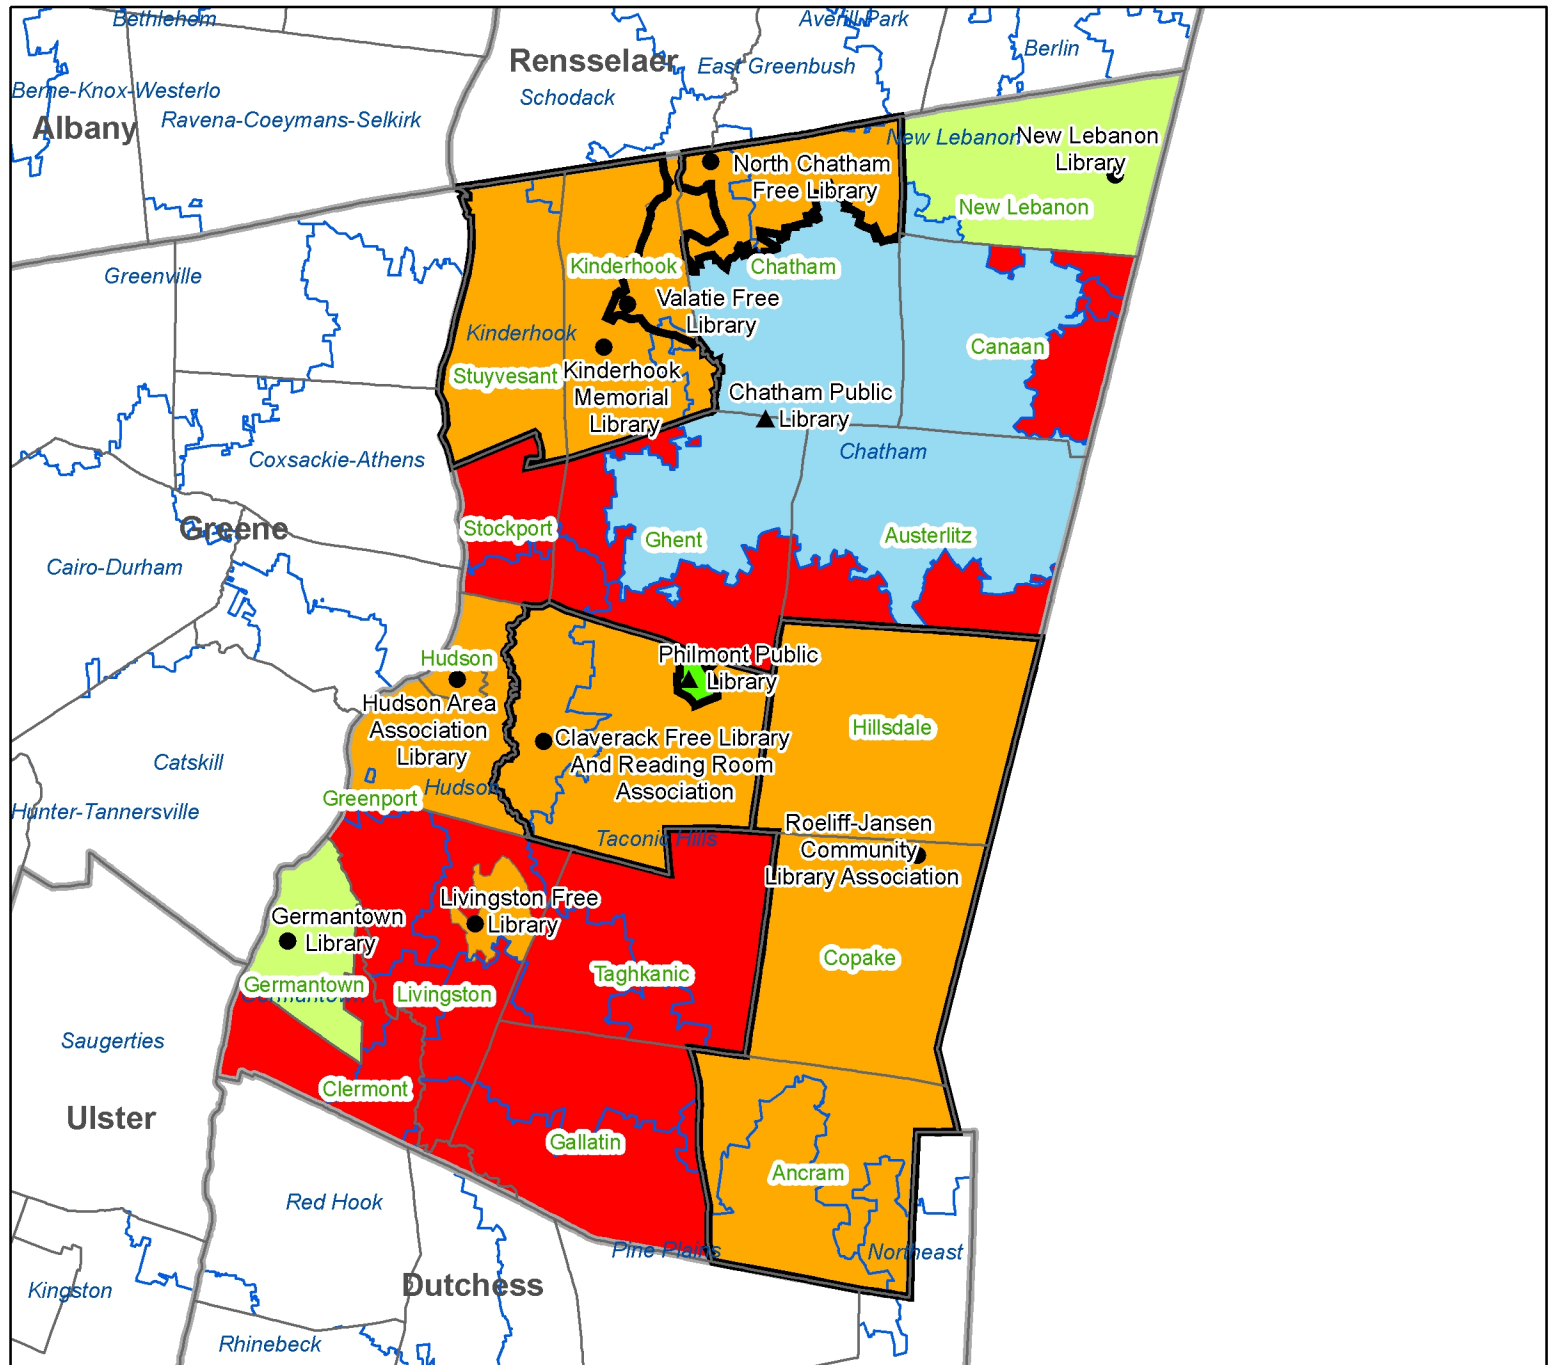 Bethlehem
Averill Park
Berlin
Rensselaer
East Greenbush
Schodack
Berne-Knox-Westerlo
Albany
Ravena-Coeymans-Selkirk
New Lebanon
New Lebanon
Library
North Chatham
Free Library
New Lebanon
Greenville
Kinderhook
Chatham
Valatie Free
Library
Kinderhook
Canaan
Stuyvesant
Kinderhook
Memorial
Library
Chatham Public
Library
Coxsackie-Athens
Chatham
Greene
Stockport
Ghent
Austerlitz
Cairo-Durham
Hudson
Philmont Public
Library
Hudson Area
Association
Library
Hillsdale
Claverack Free Library
And Reading Room
Association
Catskill
Hudson
Greenport
Hunter-Tannersville
Taconic Hills
Roeliff-Jansen
Community
Library Association
Livingston Free
Library
Germantown
Library
Copake
Taghkanic
Germantown
Germantown
Livingston
Saugerties
Clermont
Ulster
Gallatin
Ancram
Red Hook
Pine Plains
Northeast
Kingston
Dutchess
Rhinebeck